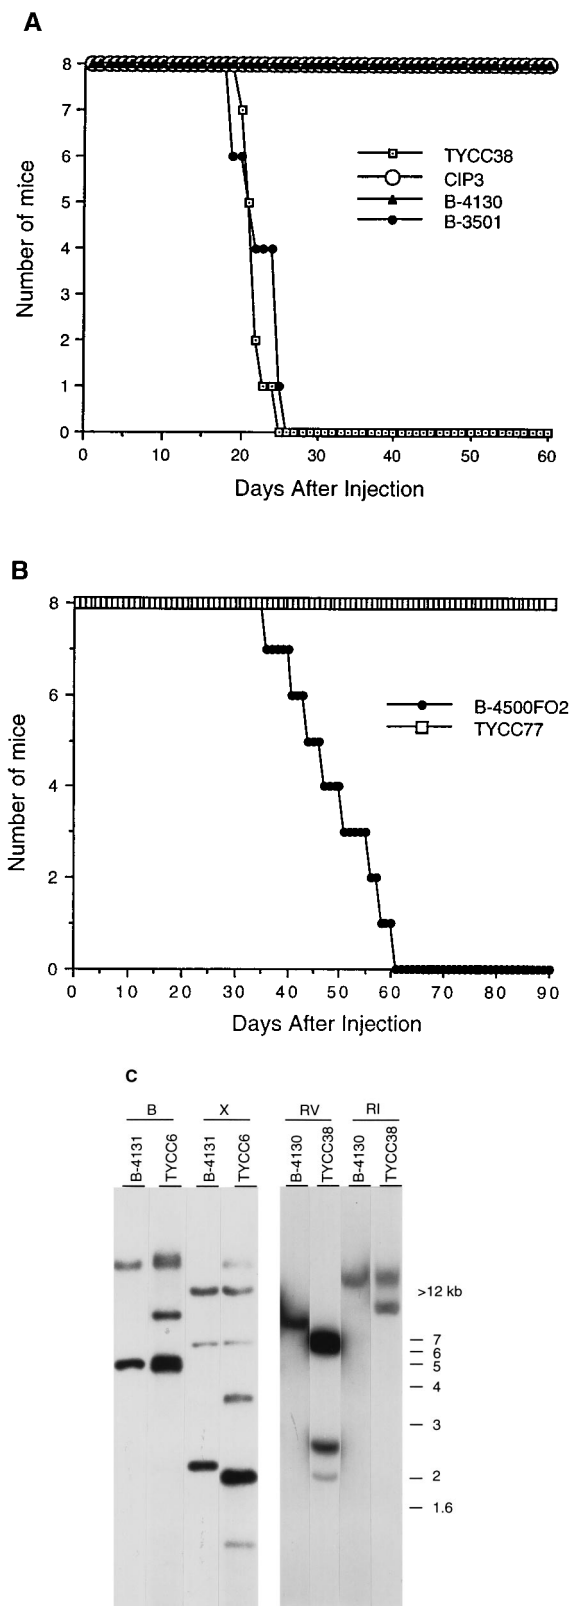 A
Number of mice
8
7
6
5
4
3
2
1
0
TYCC38
CIP3
B-4130
B-3501
0 10 20 30 40 50 60
Days After Injection
B
Number of mice
8
6
4
2
0
B-4500FO2
TYCC77
0 10 20 30 40 50 60 70 80 90
Days After Injection
C
B X RV RI
B-4131 TYCC6 B-4131 TYCC6 B-4130 TYCC38 B-4130 TYCC38
>12 kb
7
6
5
4
3
2
1.6